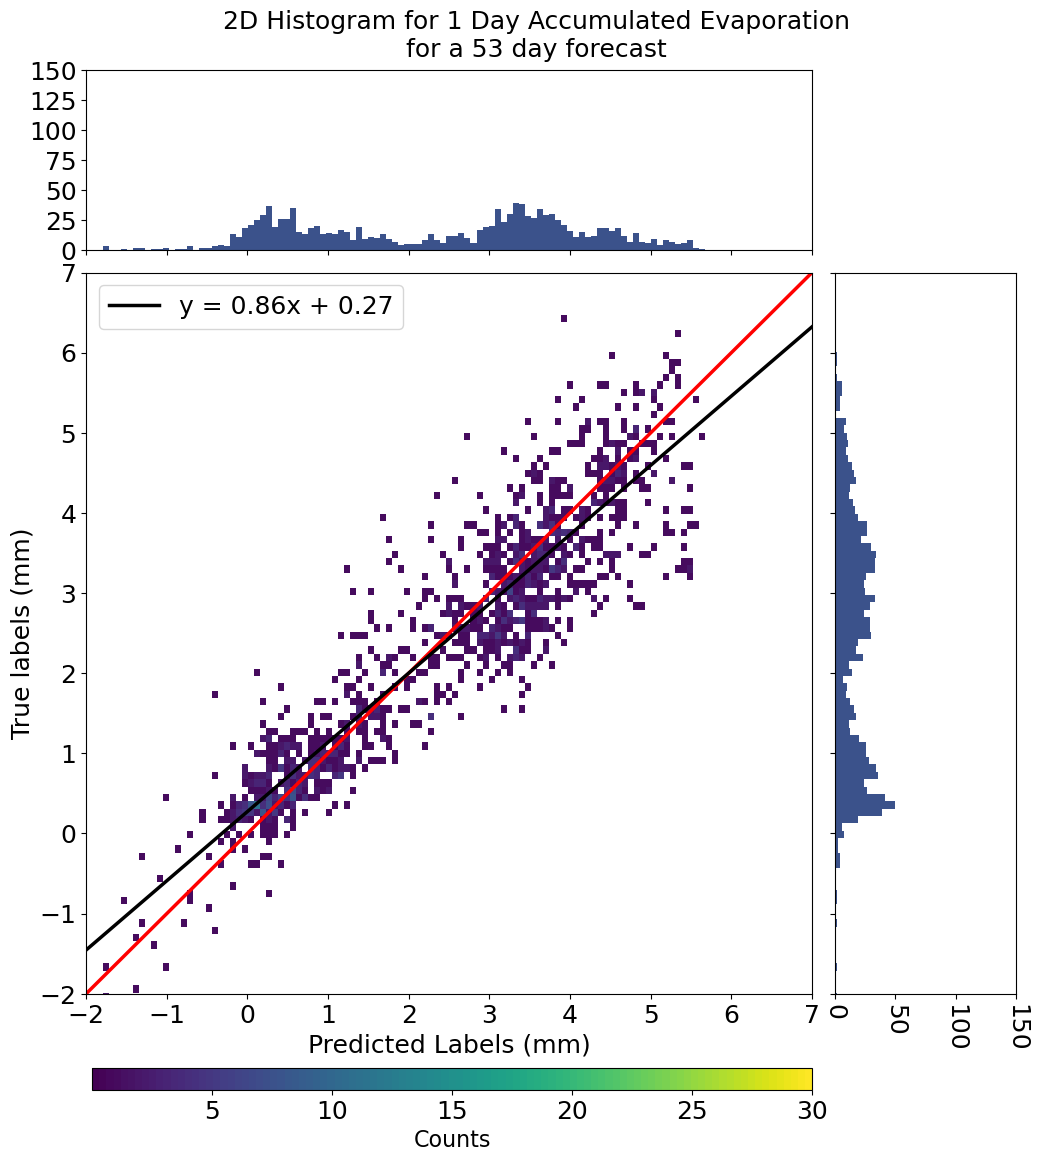 2D Histogram for 1 Day Accumulated Evaporation
for a 53 day forecast
150
125
100
75
50
25
0
7
6
5
4
3
2
1
0
−1
−2
True labels (mm)
y = 0.86x + 0.27
−2 −1 0 1 2 3 4 5 6 7
Predicted Labels (mm)
0 50 100 150
5 10 15 20 25 30
Counts